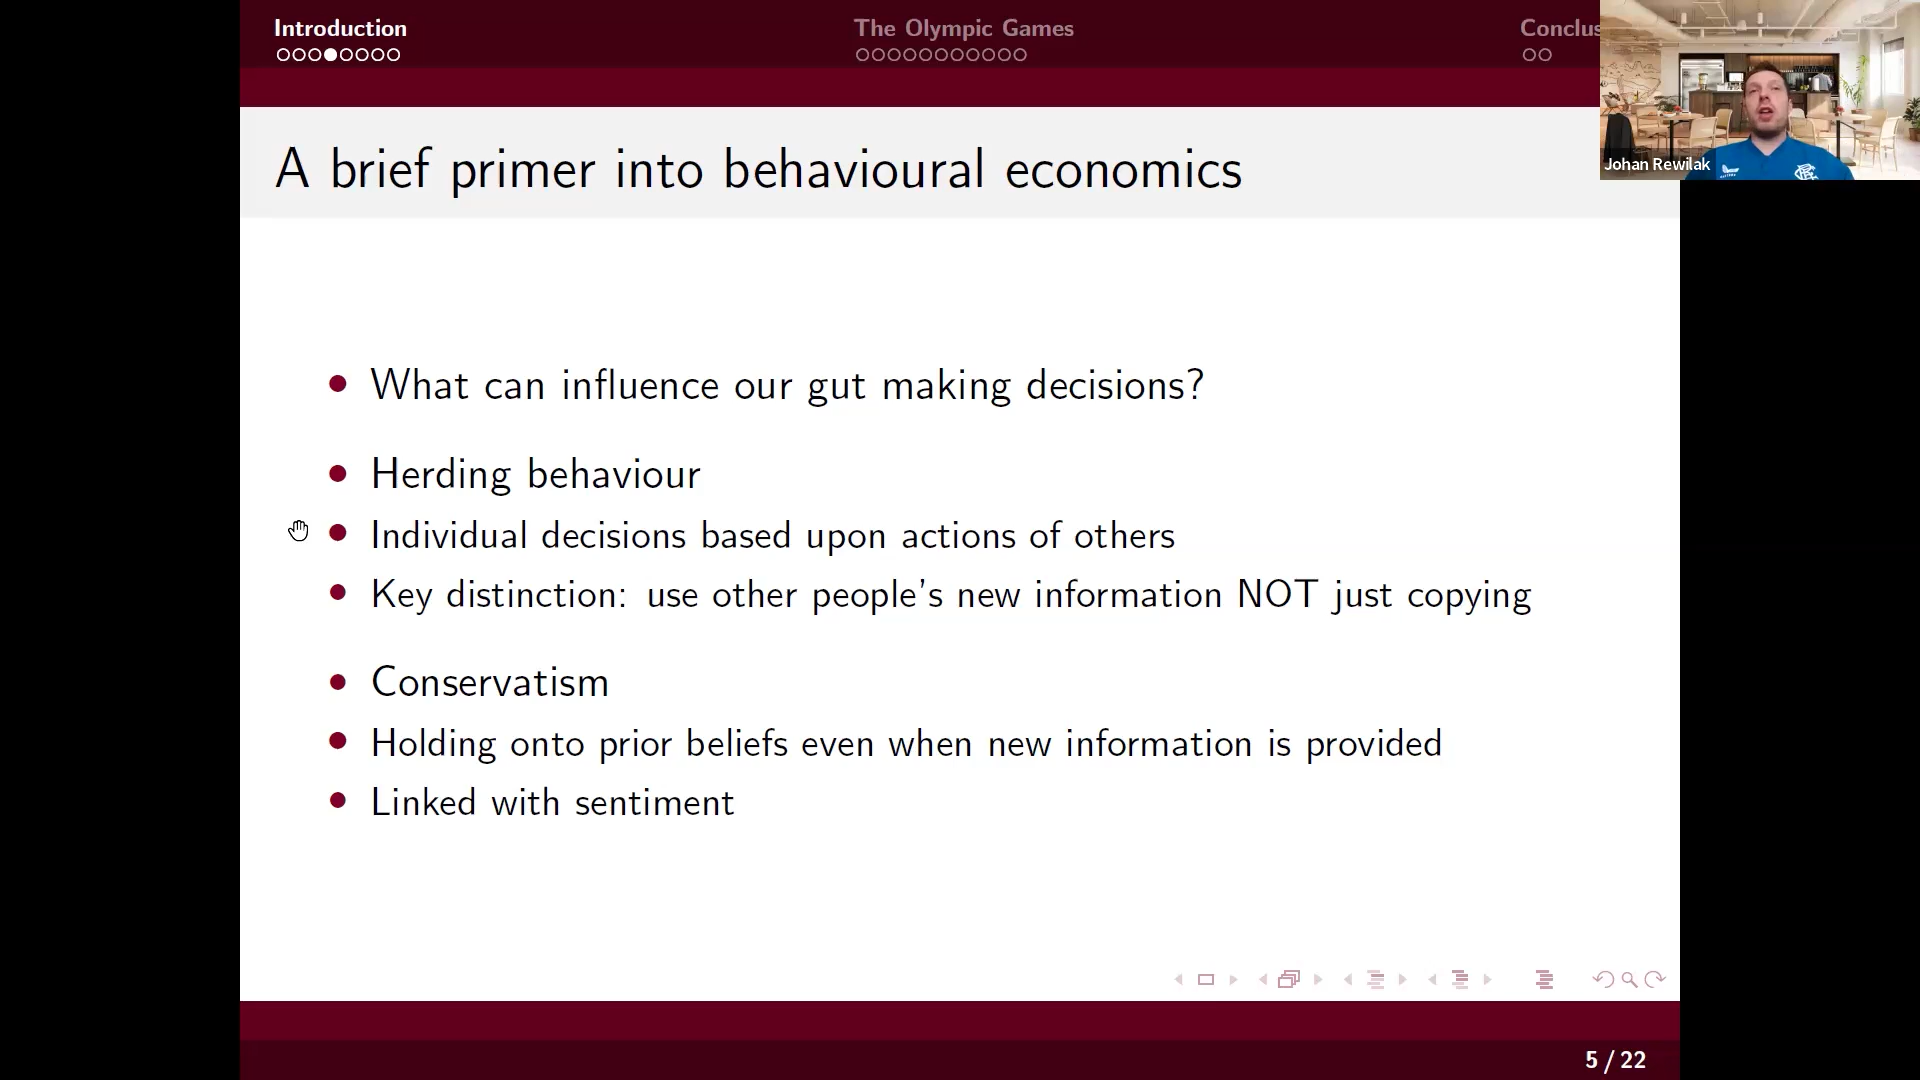 Introduction
The Olympic Games
Conclus
Johan Rewilak
A brief primer into behavioural economics
What can influence our gut making decisions?
Herding behaviour
Individual decisions based upon actions of others
Key distinction: use other people's new information NOT just copying
Conservatism
Holding onto prior beliefs even when new information is provided
Linked with sentiment
5 / 22